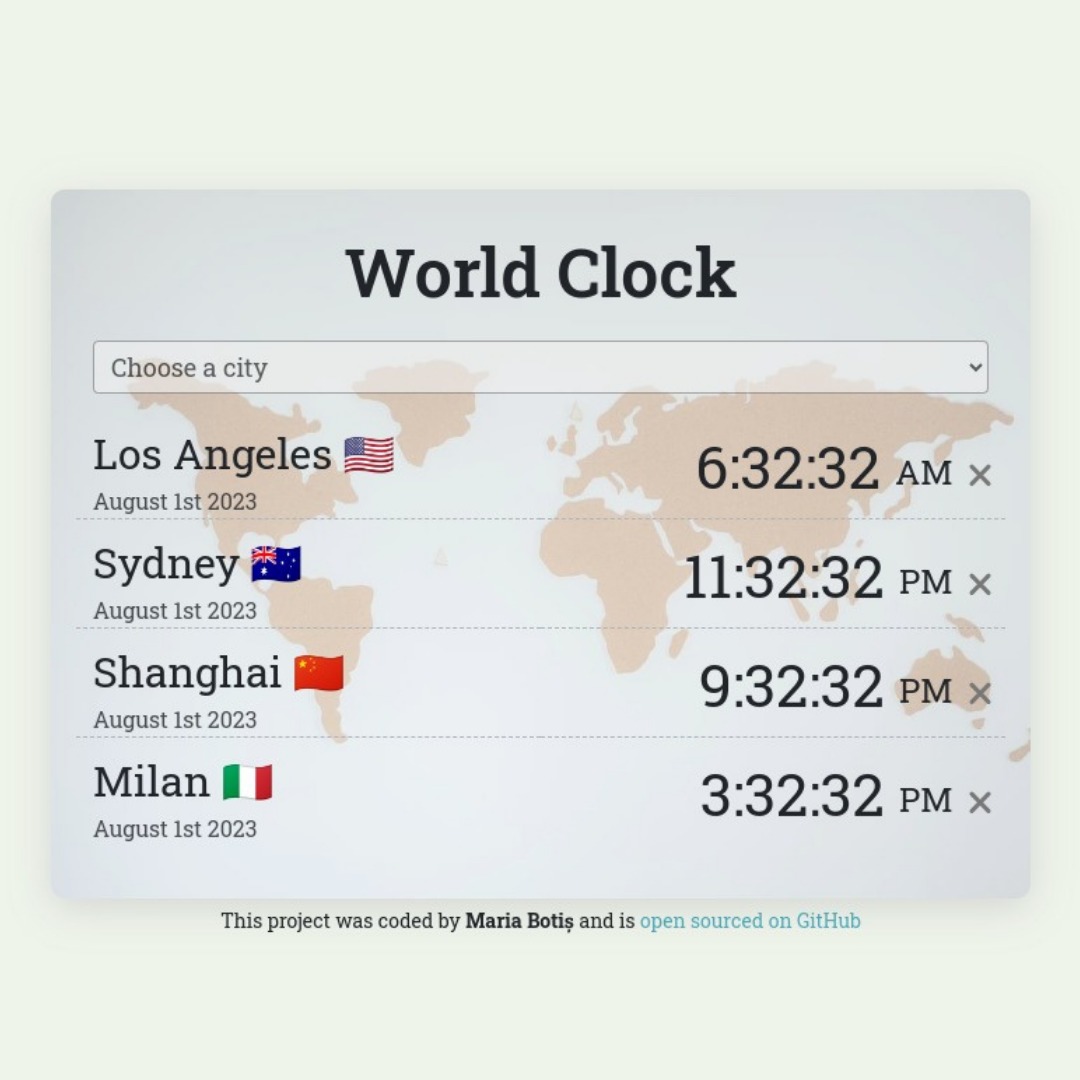 World Clock
Choose a city
Los Angeles
6:32:32 AM
August 1st 2023
Sydney
11:32:32 PM
August 1st 2023
Shanghai
9:32:32 PM
August 1st 2023
Milan
3:32:32 PM
August 1st 2023
This project was coded by Maria Botiș and is open sourced on GitHub